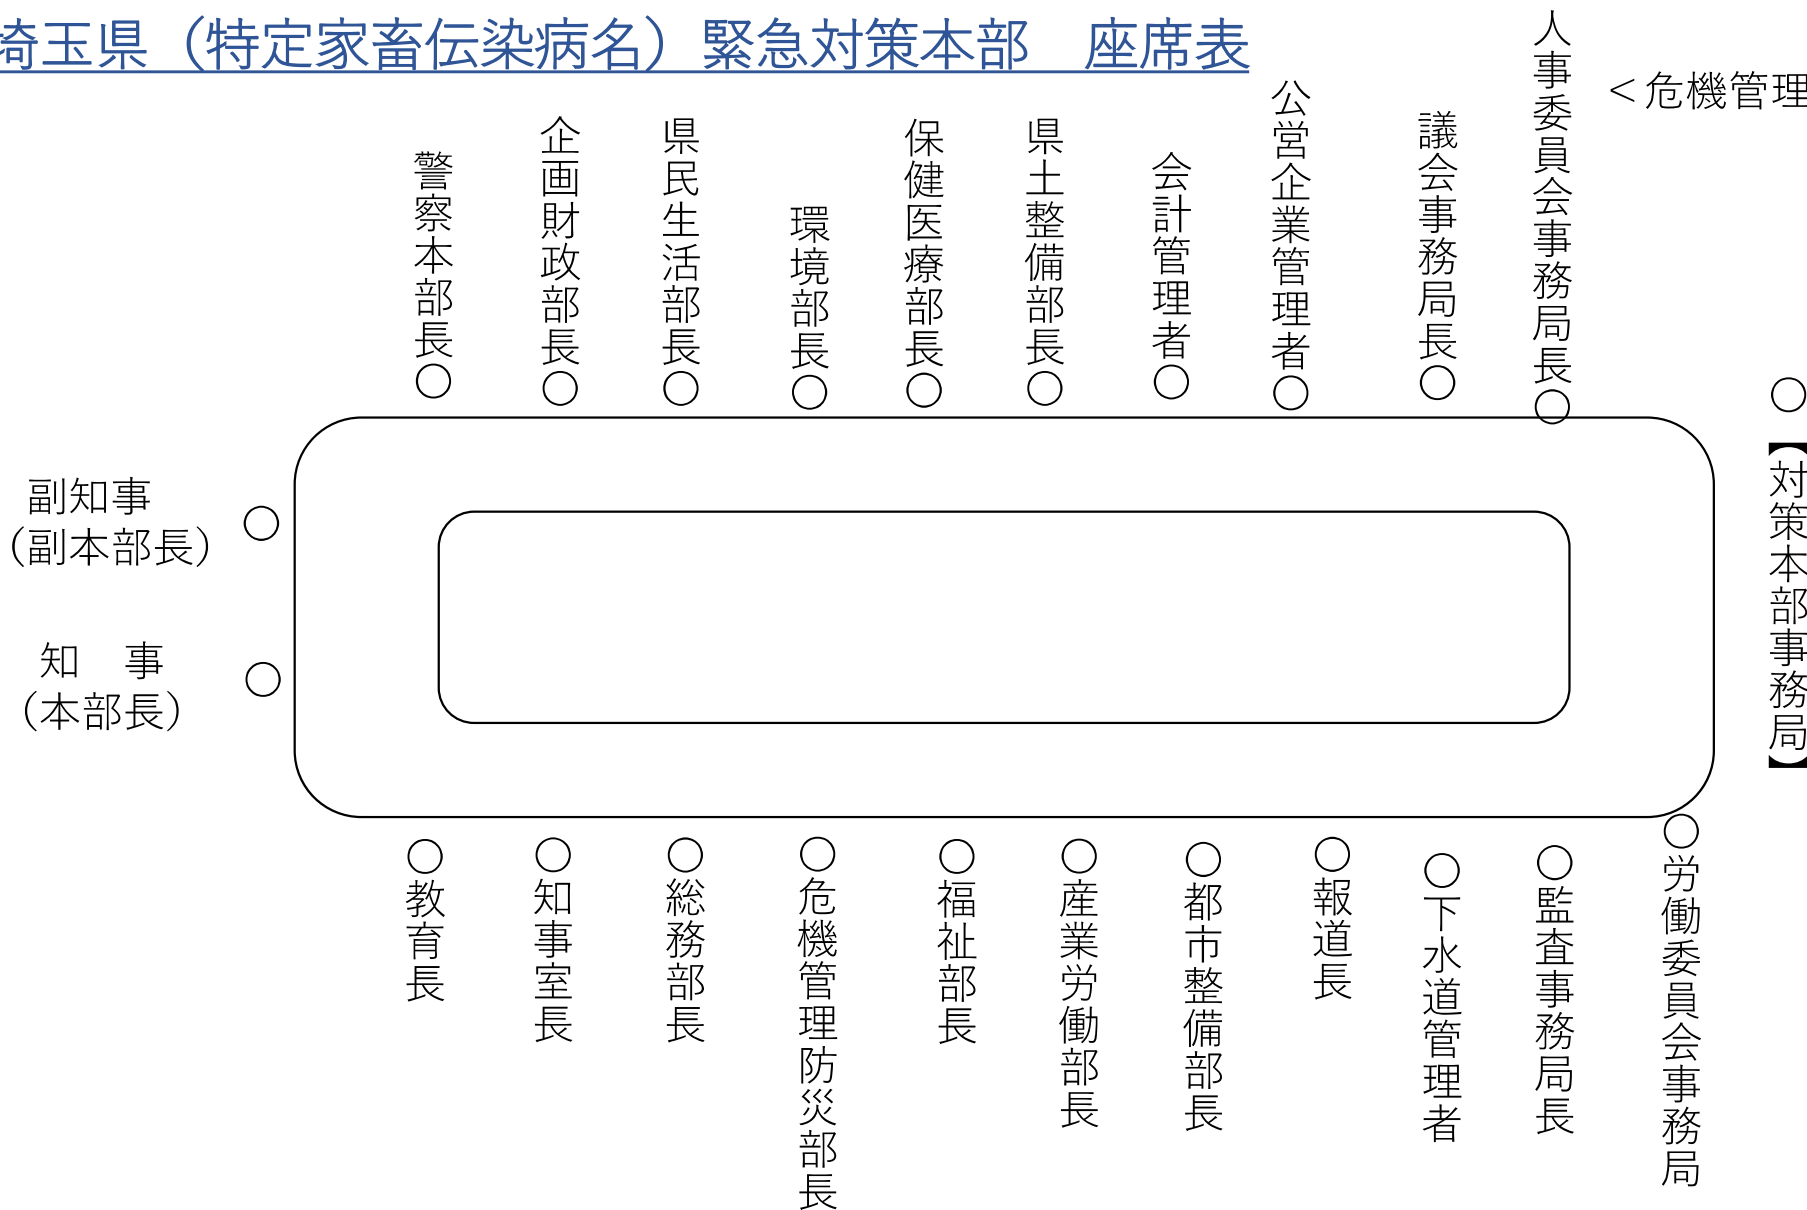 埼玉県（特定家畜伝染病名）緊急対策本部　座席表
＜危機管理
警察本部長○
企画財政部長○
県民生活部長○
環境部長○
保健医療部長○
県土整備部長○
会計管理者○
公営企業管理者○
議会事務局長○
人事委員会事務局長○
副知事
（副本部長）
○
知　事
（本部長）
○
○【対策本部事務局】
○教育長
○知事室長
○総務部長
○危機管理防災部長
○福祉部長
○産業労働部長
○都市整備部長
○報道長
○下水道管理者
○監査事務局長
○労働委員会事務局